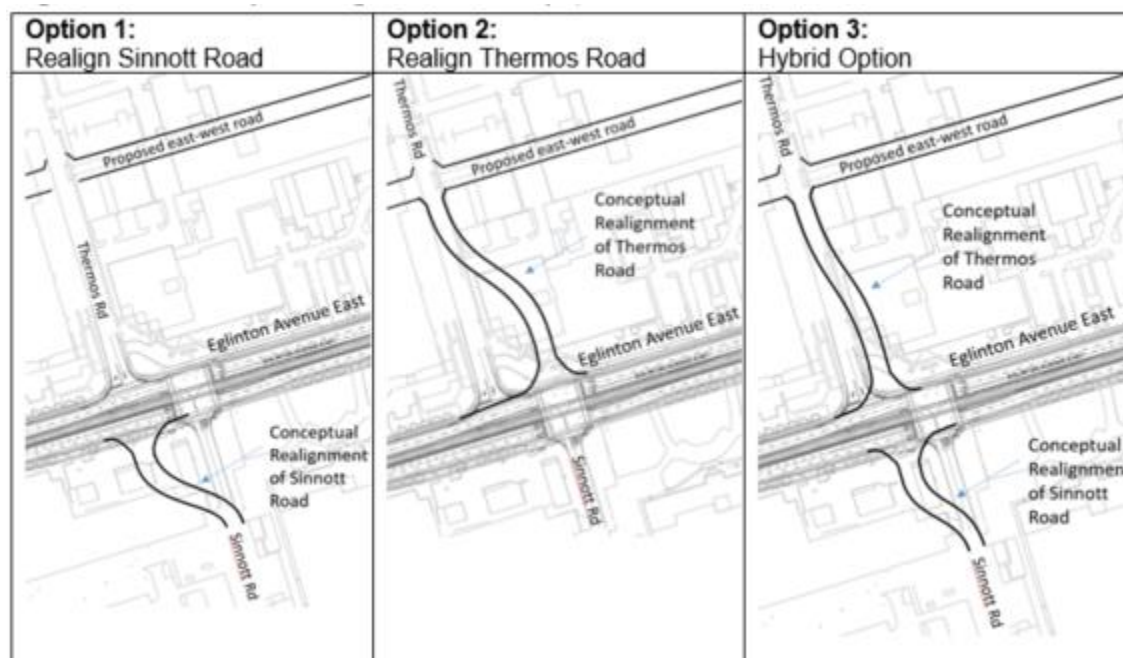 Option 1:
Realign Sinnott Road
Option 2:
Realign Thermos Road
Option 3:
Hybrid Option
Proposed east-west road
Thermos Rd
Eglinton Avenue East
Conceptual
Realignment
of Sinnott
Road
Sinnott Rd
Thermos Rd
Proposed east-west road
Conceptual
Realignment
of Thermos
Road
Eglinton Avenue East
Sinnott Rd
Thermos Rd
Proposed east-west road
Conceptual
Realignment
of Thermos
Road
Eglinton Avenue East
Conceptual
Realignment
of Sinnott
Road
Sinnott Rd